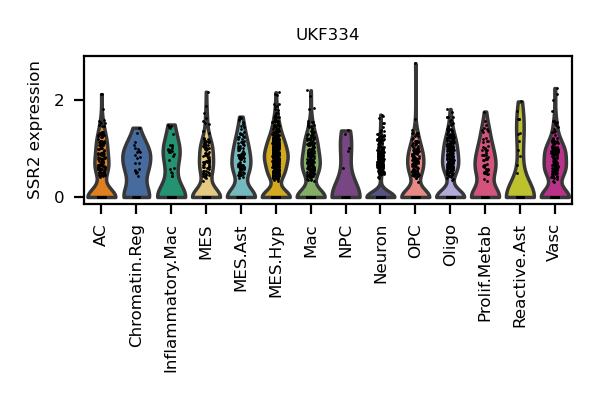 UKF334
SSR2 expression
2
0
AC
Chromatin.Reg
Inflammatory.Mac
MES
MES.Ast
MES.Hyp
Mac
NPC
Neuron
OPC
Oligo
Prolif.Metab
Reactive.Ast
Vasc